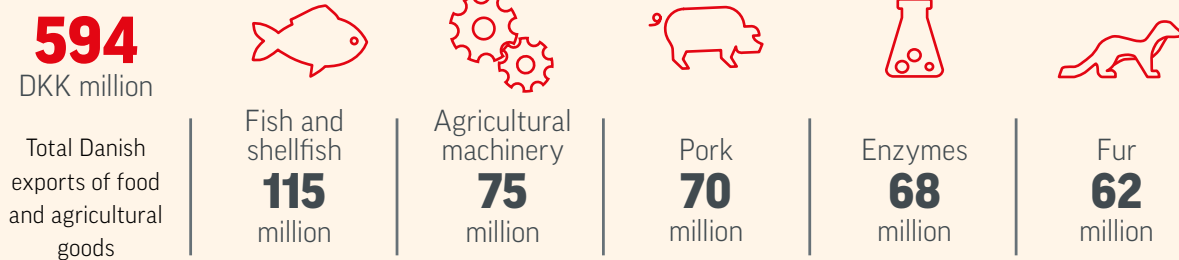 594
DKK million
Total Danish
exports of food
and agricultural
goods
Fish and
shellfish
115
million
Agricultural
machinery
75
million
Pork
70
million
Enzymes
68
million
Fur
62
million